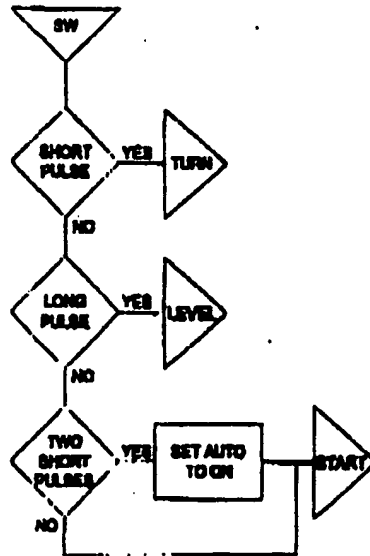 SW
SHORT
PULSE
YES
TURN
NO
LONG
PULSE
YES
LEVEL
NO
TWO
SHORT
PULSES
YES
SET AUTO
TO ON
START
NO